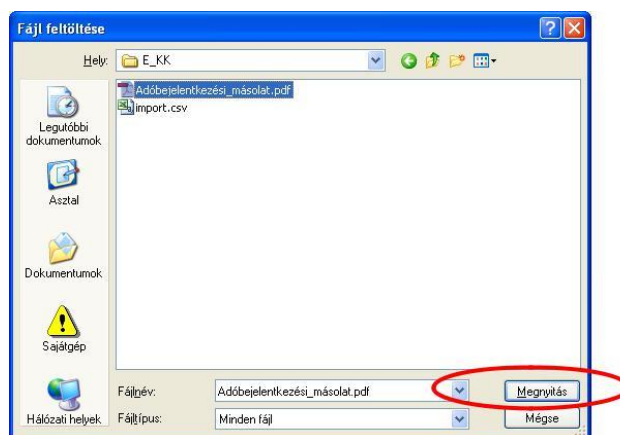 Fájl feltöltése
Hely:
E_KK
Legutóbbi
dokumentumok
Asztal
Dokumentumok
Sajátgép
Hálózati helyek
Adóbejelentkezési_másolat.pdf
import.csv
Fájlnév:
Adóbejelentkezési_másolat.pdf
Megnyitás
Fájltípus:
Minden fájl
Mégse